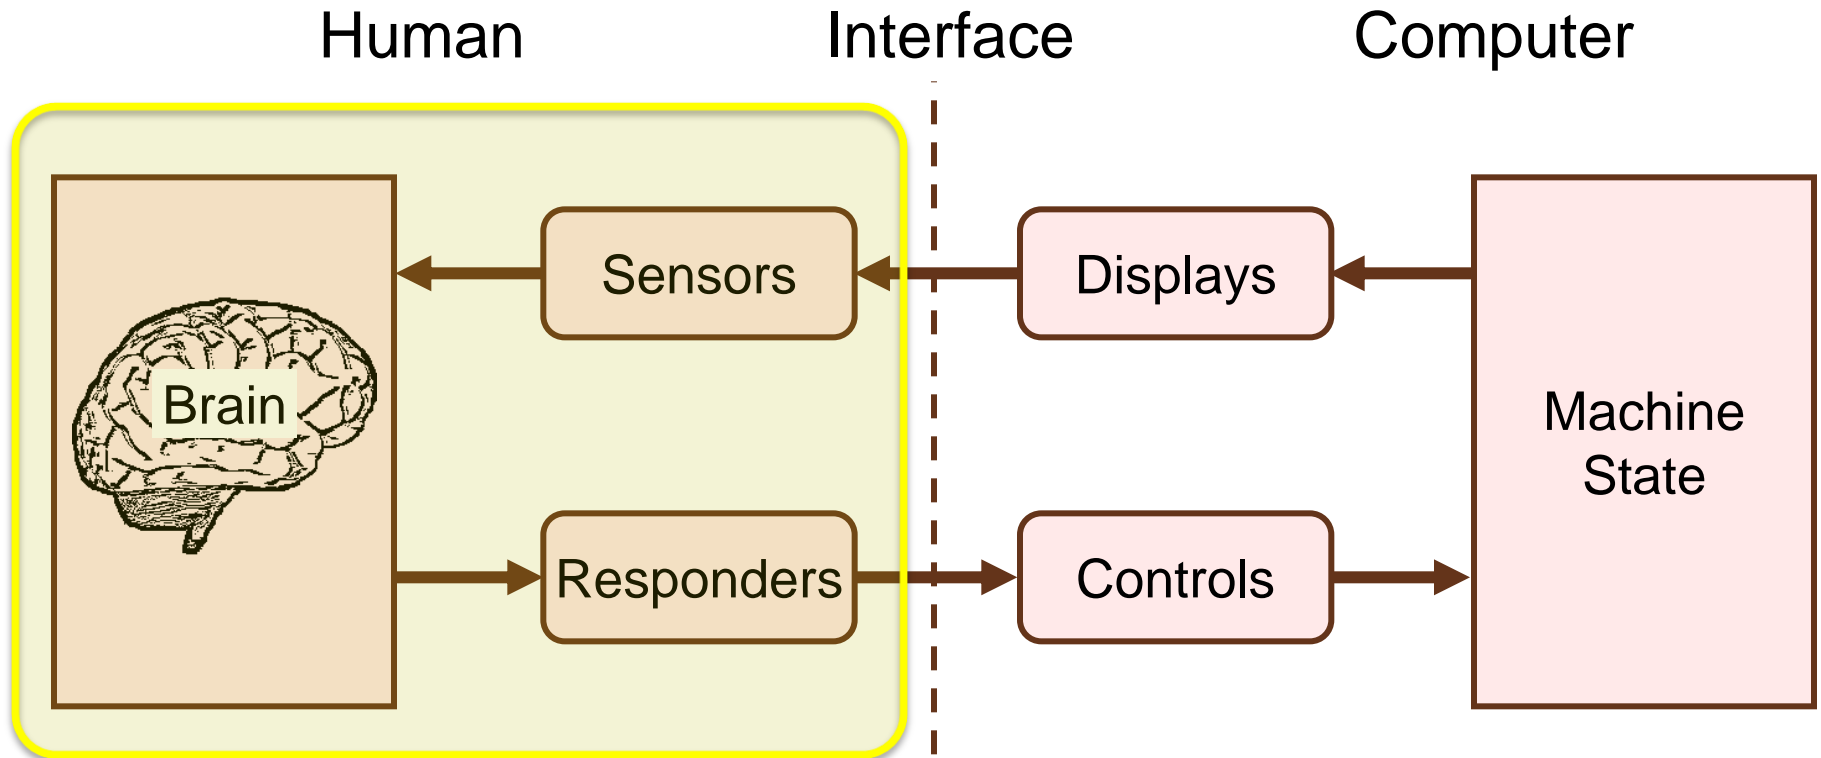 Human
Interface
Computer
Sensors
Displays
Brain
Machine
State
Responders
Controls